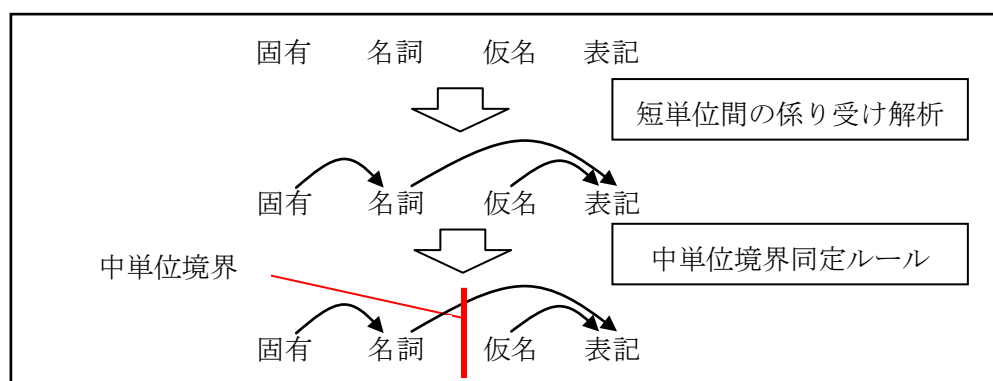 固有 名詞 仮名 表記
短単位間の係り受け解析
固有 名詞 仮名 表記
中単位境界同定ルール
中単位境界
固有 名詞 仮名 表記